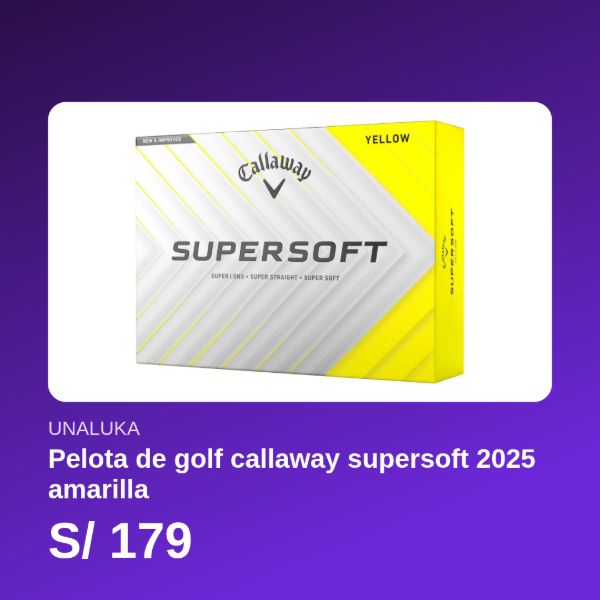 NEW & IMPROVED
YELLOW
Callaway
SUPERSOFT
SUPER LONG • SUPER STRAIGHT • SUPER SOFT
Callaway
SUPERSOFT
UNALUKA
Pelota de golf callaway supersoft 2025
amarilla
S/ 179